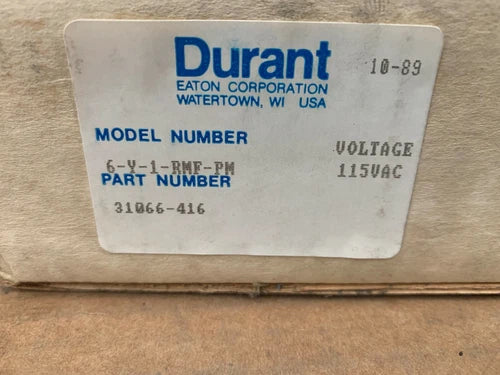 Durant 10-89
EATON CORPORATION
WATERTOWN, WI USA
MODEL NUMBER VOLTAGE
6-Y-1-RMF-PM 115VAC
PART NUMBER
31066-416